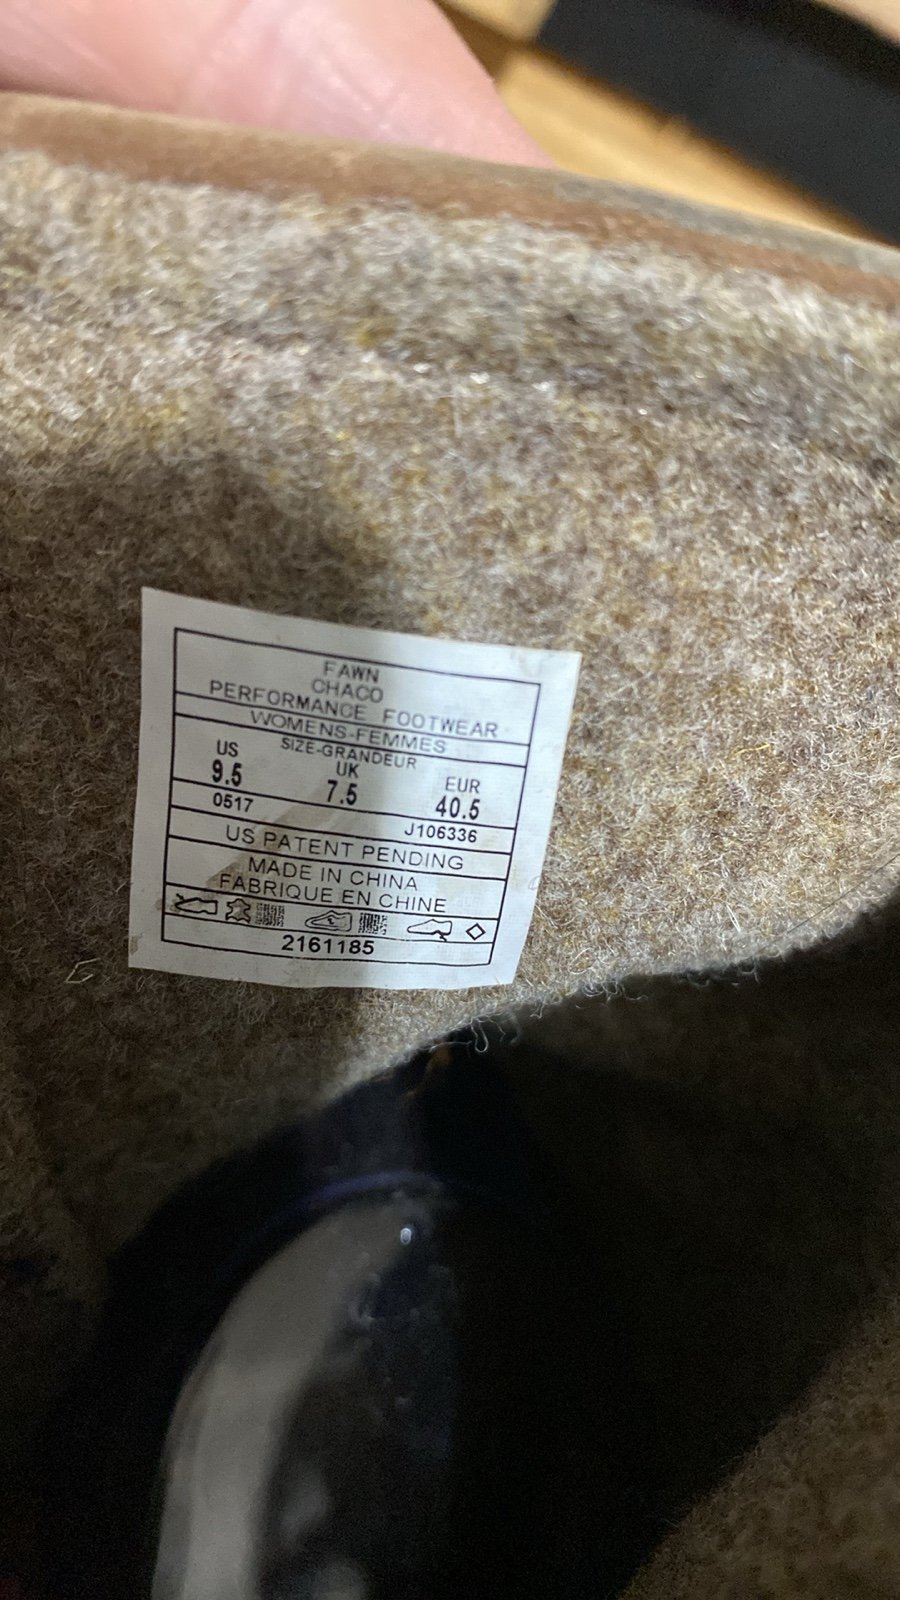 FAWN
CHACO
PERFORMANCE FOOTWEAR
WOMENS-FEMMES
SIZE-GRANDEUR
US UK EUR
9.5 7.5 40.5
0517 J106336
US PATENT PENDING
MADE IN CHINA
FABRIQUE EN CHINE
2161185